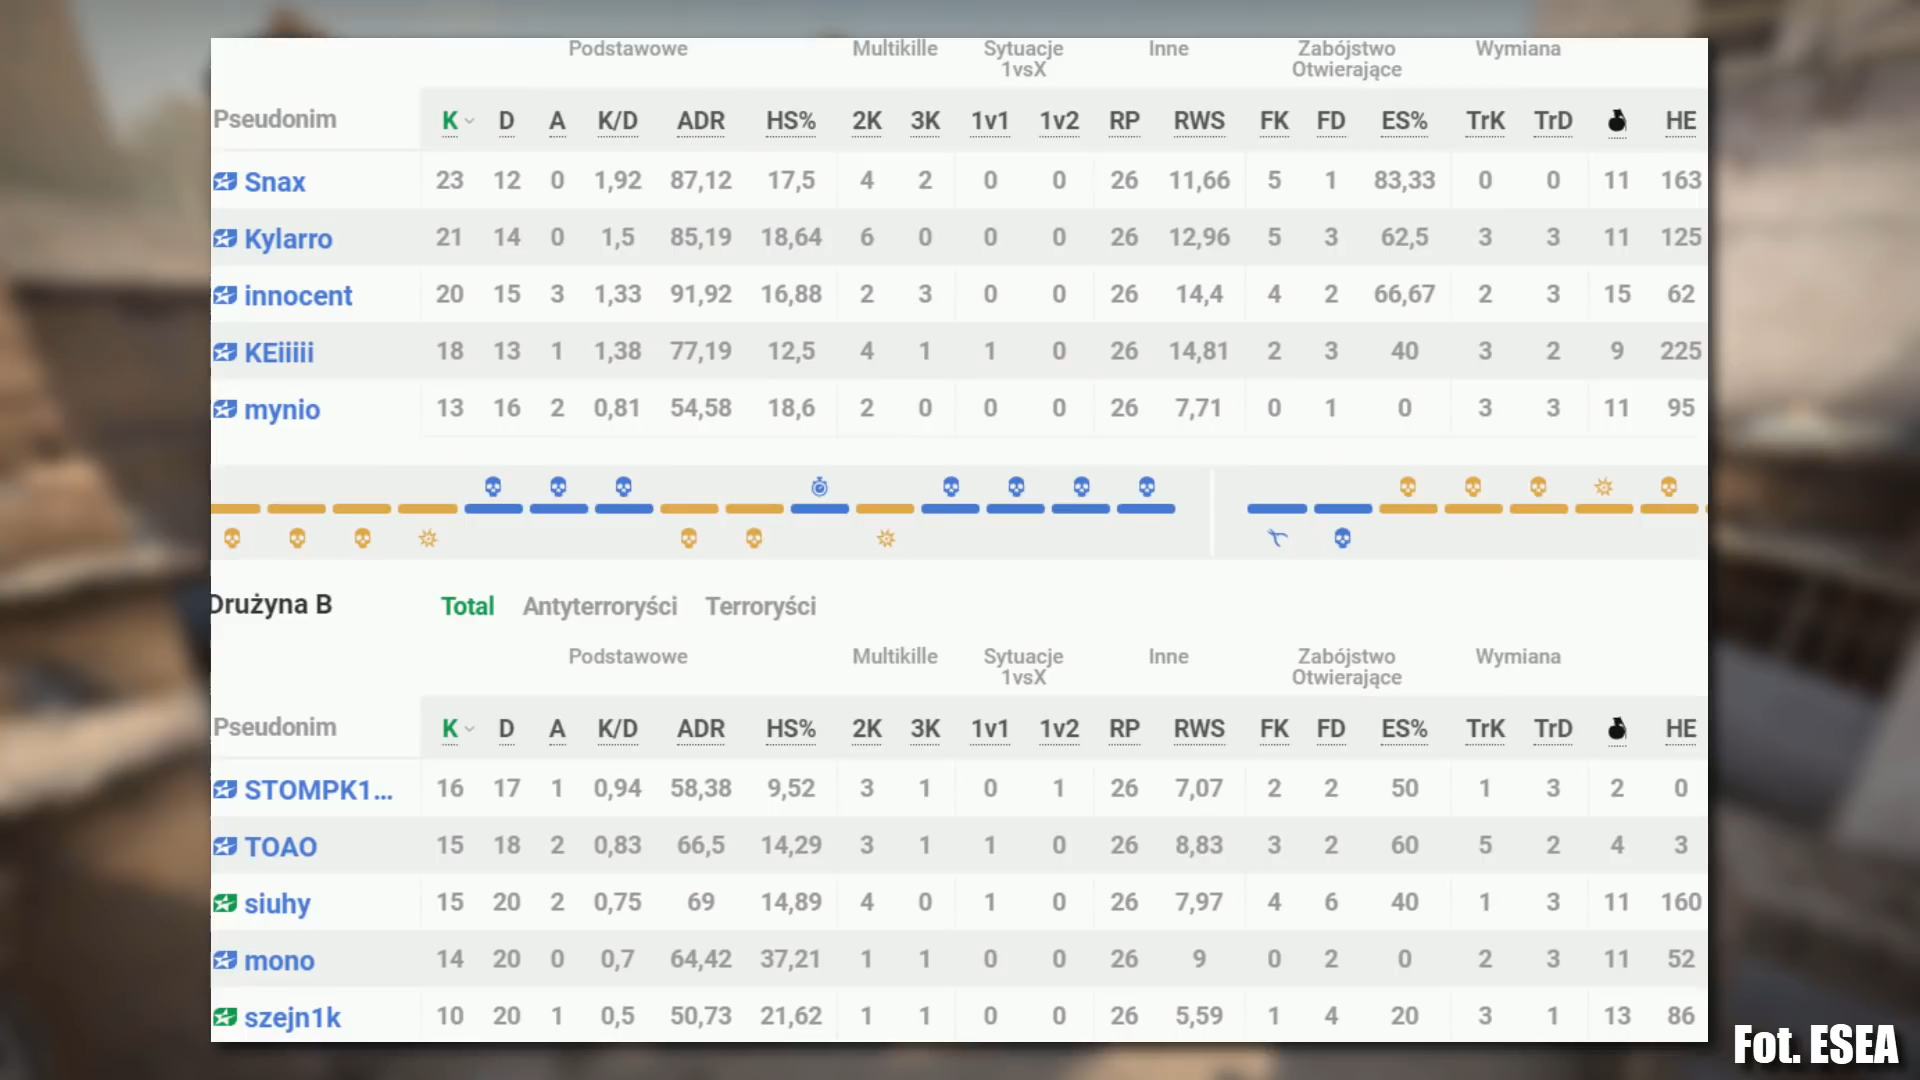 Podstawowe Multikille Sytuacje 1vsX Inne Zabójstwo Otwierające Wymiana
Pseudonim K D A K/D ADR HS% 2K 3K 1v1 1v2 RP RWS FK FD ES% TrK TrD HE
Snax 23 12 0 1,92 87,12 17,5 4 2 0 0 26 11,66 5 1 83,33 0 0 11 163
Kylarro 21 14 0 1,5 85,19 18,64 6 0 0 0 26 12,96 5 3 62,5 3 3 11 125
innocent 20 15 3 1,33 91,92 16,88 2 3 0 0 26 14,4 4 2 66,67 2 3 15 62
KEiiiii 18 13 1 1,38 77,19 12,5 4 1 1 0 26 14,81 2 3 40 3 2 9 225
mynio 13 16 2 0,81 54,58 18,6 2 0 0 0 26 7,71 0 1 0 3 3 11 95
Drużyna B Total Antyterroryści Terroryści
Podstawowe Multikille Sytuacje 1vsX Inne Zabójstwo Otwierające Wymiana
Pseudonim K D A K/D ADR HS% 2K 3K 1v1 1v2 RP RWS FK FD ES% TrK TrD HE
STOMPK1... 16 17 1 0,94 58,38 9,52 3 1 0 1 26 7,07 2 2 50 1 3 2 0
TOAO 15 18 2 0,83 66,5 14,29 3 1 1 0 26 8,83 3 2 60 5 2 4 3
siuhy 15 20 2 0,75 69 14,89 4 0 1 0 26 7,97 4 6 40 1 3 11 160
mono 14 20 0 0,7 64,42 37,21 1 1 0 0 26 9 0 2 0 2 3 11 52
szejn1k 10 20 1 0,5 50,73 21,62 1 1 0 0 26 5,59 1 4 20 3 1 13 86
Fot. ESEA